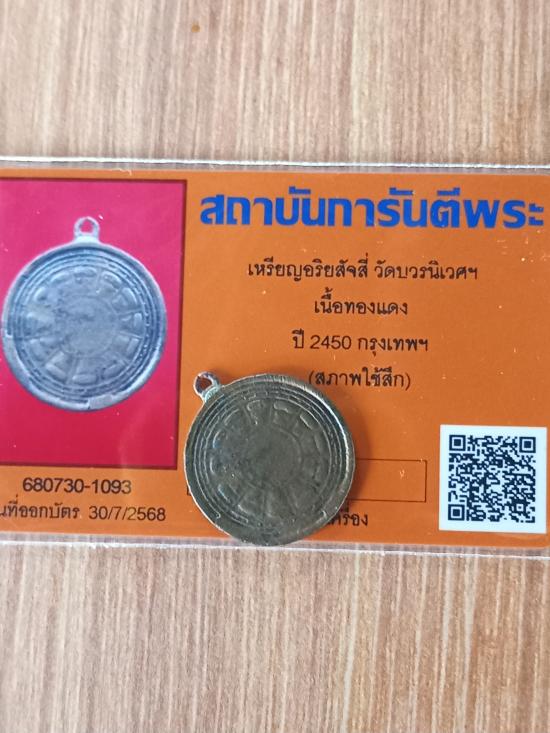 สถาบันการันตีพระ
เหรียญอริยสัจสี่ วัดบวรนิเวศฯ
เนื้อทองแดง
ปี 2450 กรุงเทพฯ
(สภาพใช้สึก)
680730-1093
นที่ออกบัตร 30/7/2568